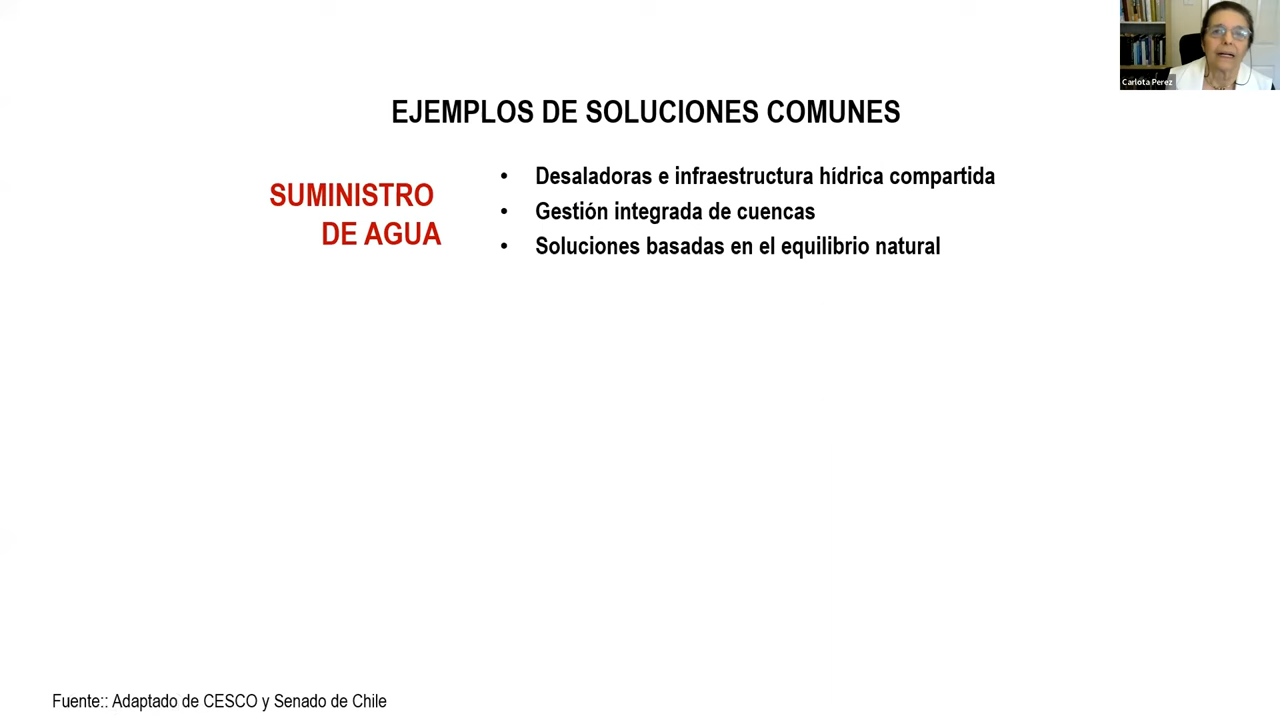 Carlota Perez
EJEMPLOS DE SOLUCIONES COMUNES
SUMINISTRO
DE AGUA
• Desaladoras e infraestructura hídrica compartida
• Gestión integrada de cuencas
• Soluciones basadas en el equilibrio natural
Fuente:: Adaptado de CESCO y Senado de Chile